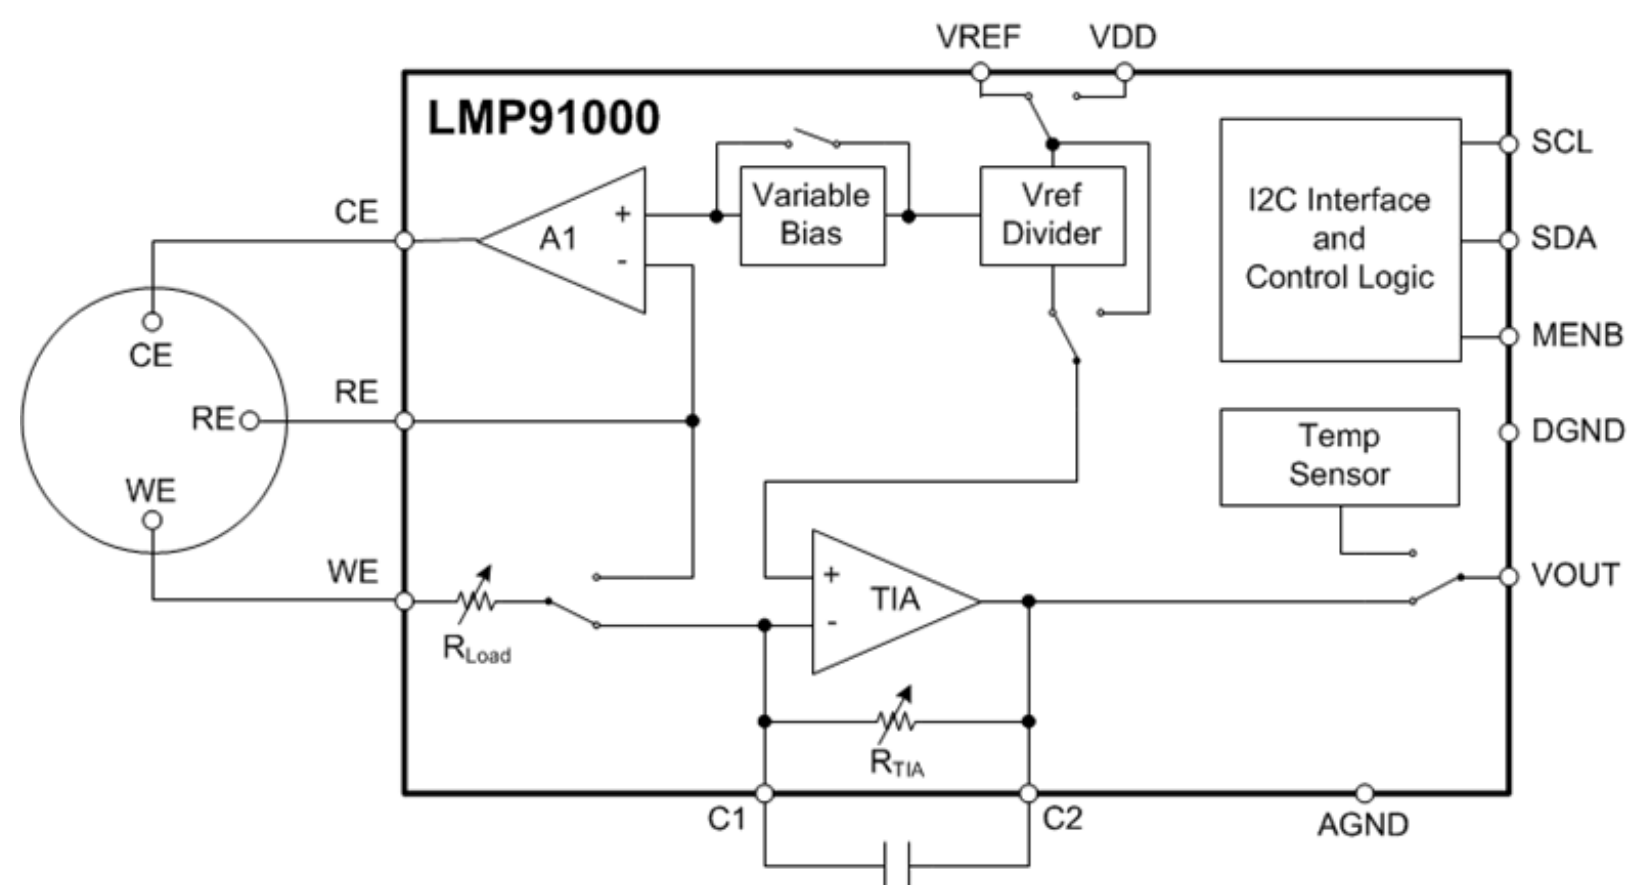 VREF
VDD
LMP91000
CE
A1
+
-
Variable
Bias
Vref
Divider
I2C Interface
and
Control Logic
SCL
SDA
MENB
DGND
CE
RE
RE
WE
WE
Temp
Sensor
VOUT
+
-
TIA
RLoad
RTIA
C1
C2
AGND